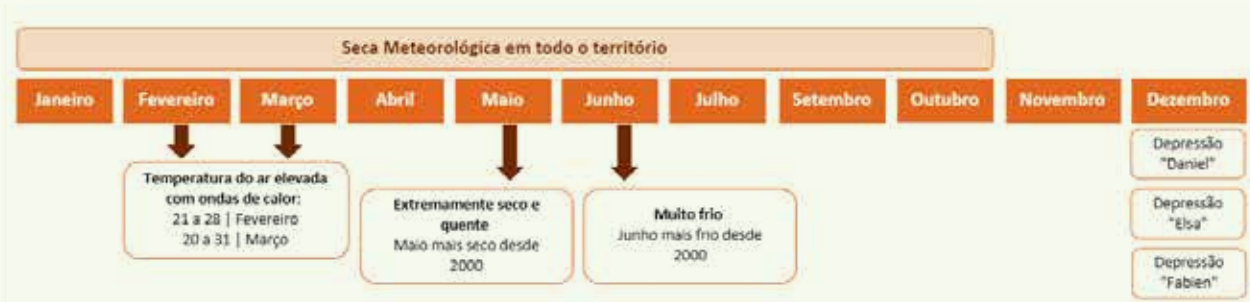 Seca Meteorológica em todo o território
Janeiro Fevereiro Março Abril Maio Junho Julho Setembro Outubro Novembro Dezembro
Temperatura do ar elevada
com ondas de calor:
21 a 28 | Fevereiro
20 a 31 | Março
Extremamente seco e
quente
Maio mais seco desde
2000
Muito frio
Junho mais frio desde
2000
Depressão
"Daniel"
Depressão
"Elsa"
Depressão
"Fabien"